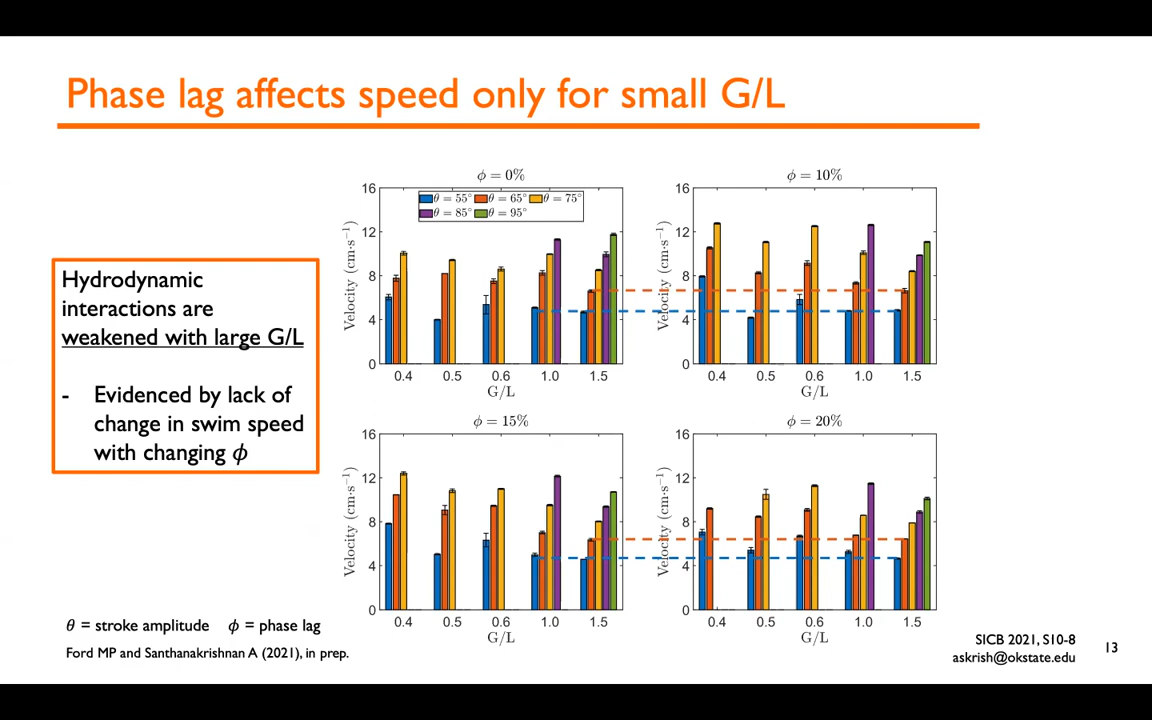 Phase lag affects speed only for small G/L
Hydrodynamic
interactions are
weakened with large G/L
- Evidenced by lack of
change in swim speed
with changing ϕ
ϕ = 0%
16
12
8
4
0
Velocity (cm·s⁻¹)
θ = 55° θ = 65° θ = 75°
θ = 85° θ = 95°
0.4 0.5 0.6 1.0 1.5
G/L
ϕ = 10%
16
12
8
4
0
Velocity (cm·s⁻¹)
0.4 0.5 0.6 1.0 1.5
G/L
ϕ = 15%
16
12
8
4
0
Velocity (cm·s⁻¹)
0.4 0.5 0.6 1.0 1.5
G/L
ϕ = 20%
16
12
8
4
0
Velocity (cm·s⁻¹)
0.4 0.5 0.6 1.0 1.5
G/L
θ = stroke amplitude ϕ = phase lag
Ford MP and Santhanakrishnan A (2021), in prep.
SICB 2021, S10-8
askrish@okstate.edu
13